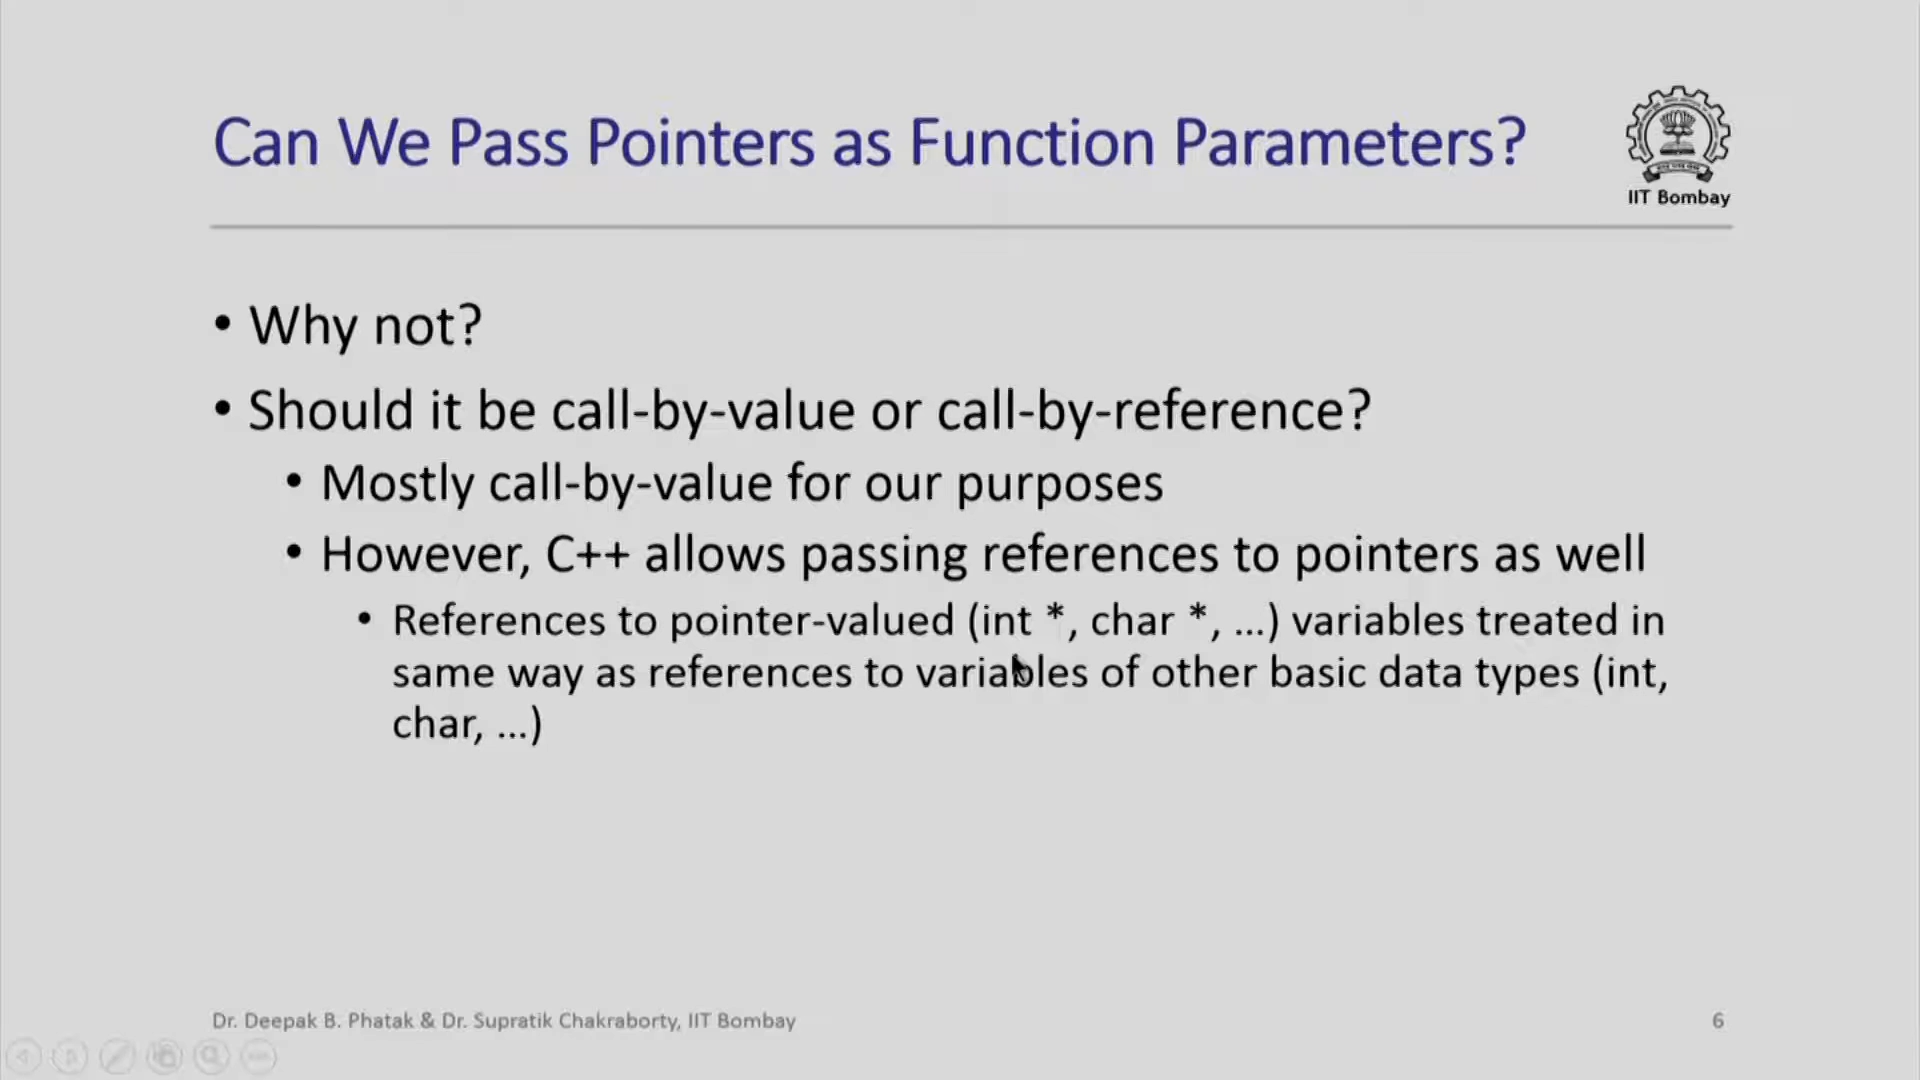 Can We Pass Pointers as Function Parameters?
IIT Bombay
• Why not?
• Should it be call-by-value or call-by-reference?
• Mostly call-by-value for our purposes
• However, C++ allows passing references to pointers as well
• References to pointer-valued (int *, char *, ...) variables treated in
same way as references to variables of other basic data types (int,
char, ...)
Dr. Deepak B. Phatak & Dr. Supratik Chakraborty, IIT Bombay
6